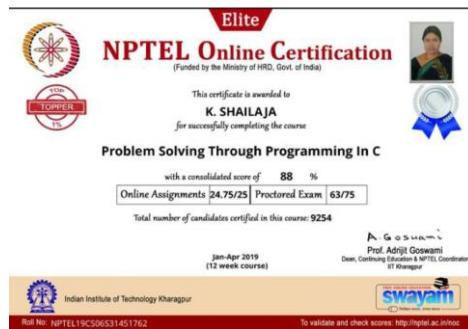 Elite
NPTEL Online Certification
(Funded by the Ministry of HRD, Govt. of India)
TOP
TOPPER
1%
This certificate is awarded to
K. SHAILAJA
for successfully completing the course
Problem Solving Through Programming In C
with a consolidated score of 88 %
Online Assignments 24.75/25 Proctored Exam 63/75
Total number of candidates certified in this course: 9254
A. Goswami
Prof. Adrijit Goswami
Dean, Continuing Education & NPTEL Coordinator
IIT Kharagpur
Jan-Apr 2019
(12 week course)
Indian Institute of Technology Kharagpur
swayam
Roll No: NPTEL19CS06S31451762
To validate and check scores: http://nptel.ac.in/noc